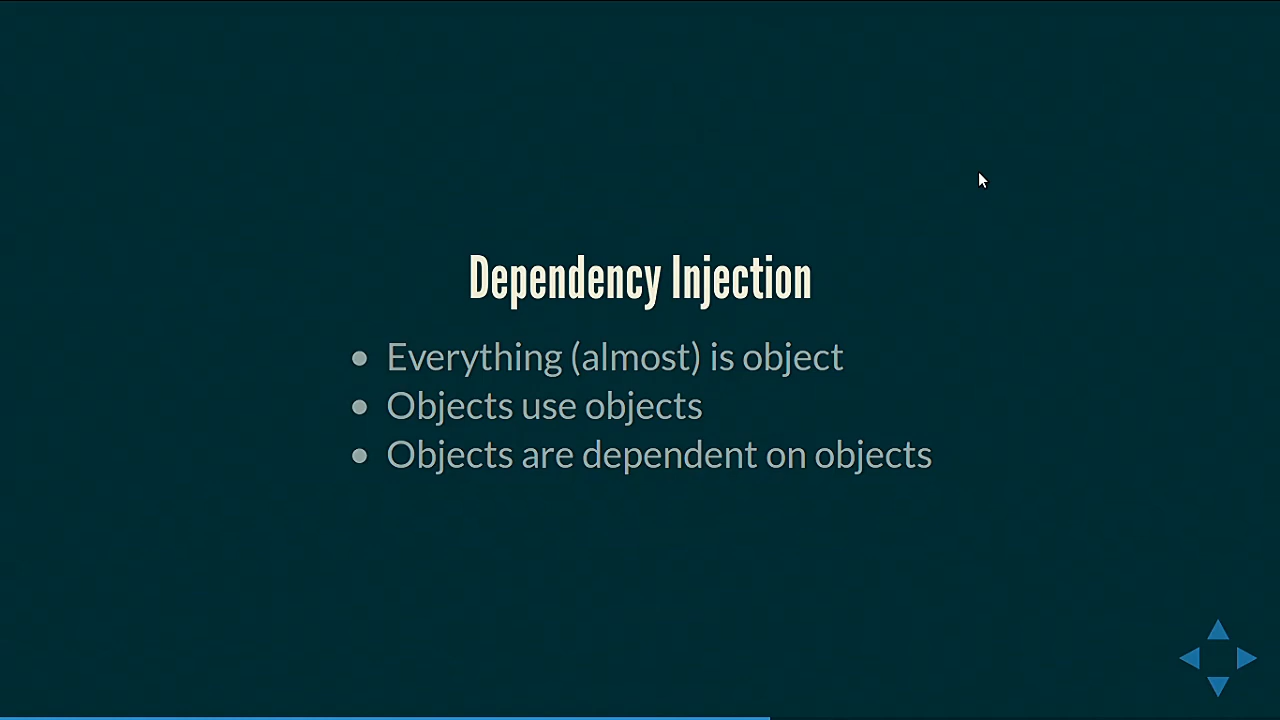 Dependency Injection
Everything (almost) is object
Objects use objects
Objects are dependent on objects